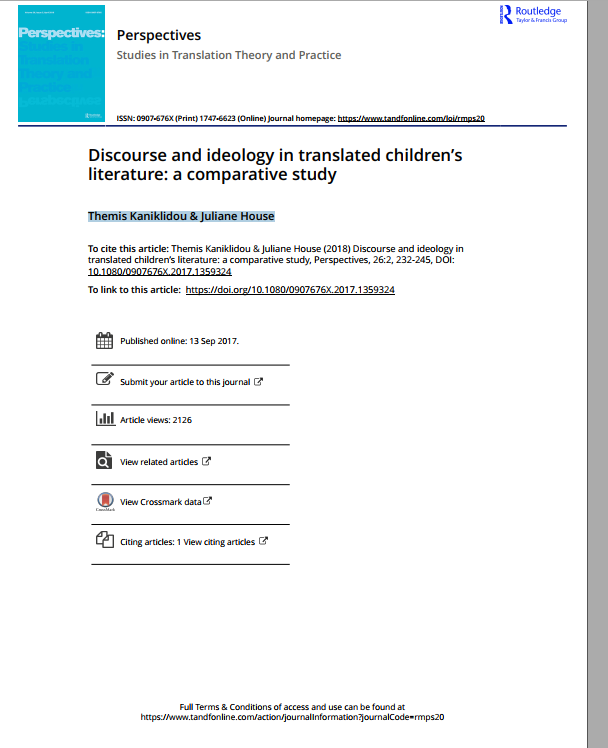 Perspectives:
Studies in
Translation
Theory and
Practice
Routledge
Taylor & Francis Group
Perspectives
Studies in Translation Theory and Practice
ISSN: 0907-676X (Print) 1747-6623 (Online) Journal homepage: https://www.tandfonline.com/loi/rmps20
Discourse and ideology in translated children’s
literature: a comparative study
Themis Kaniklidou & Juliane House
To cite this article: Themis Kaniklidou & Juliane House (2018) Discourse and ideology in
translated children’s literature: a comparative study, Perspectives, 26:2, 232-245, DOI:
10.1080/0907676X.2017.1359324
To link to this article: https://doi.org/10.1080/0907676X.2017.1359324
Published online: 13 Sep 2017.
Submit your article to this journal
Article views: 2126
View related articles
View Crossmark data
CrossMark
Citing articles: 1 View citing articles
Full Terms & Conditions of access and use can be found at
https://www.tandfonline.com/action/journalInformation?journalCode=rmps20